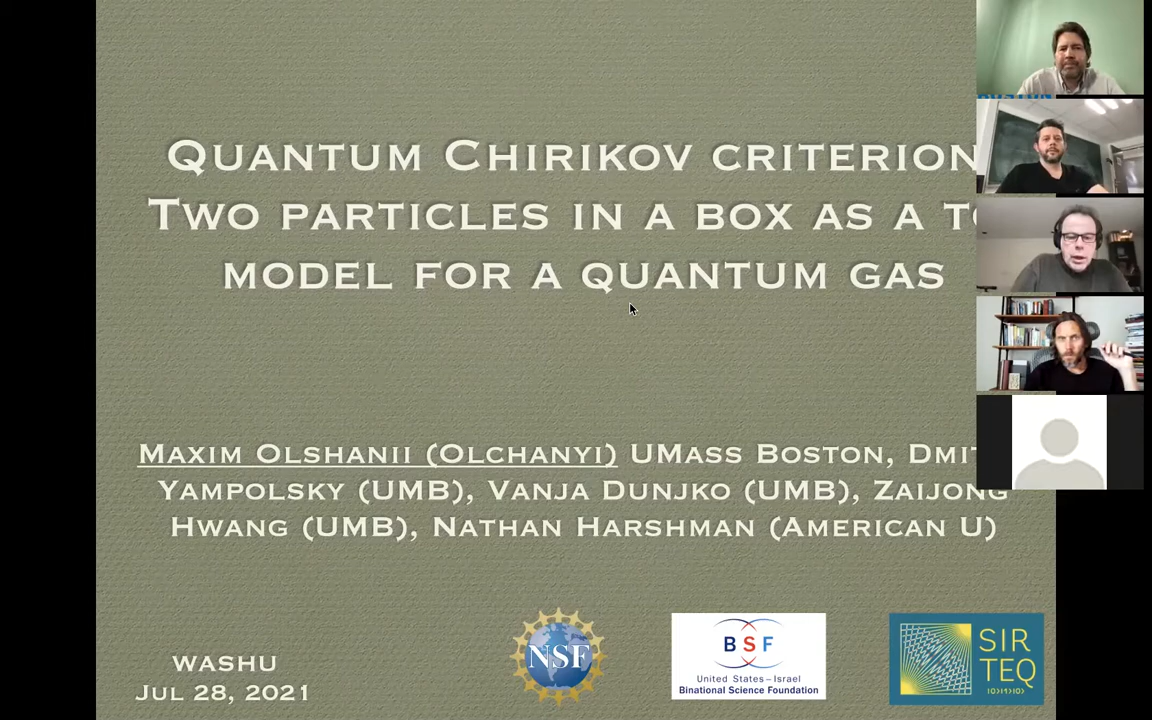 QUANTUM CHIRIKOV CRITERION
TWO PARTICLES IN A BOX AS A
MODEL FOR A QUANTUM GAS
MAXIM OLSHANII (OLCHANYI) UMASS BOSTON,
YAMPOLSKY (UMB), VANJA DUNJKO (UMB), ZAIJONG
HWANG (UMB), NATHAN HARSHMAN (AMERICAN U)
WASHU
JUL 28, 2021
NSF
BSF
United States – Israel
Binational Science Foundation
SIR
TEQ